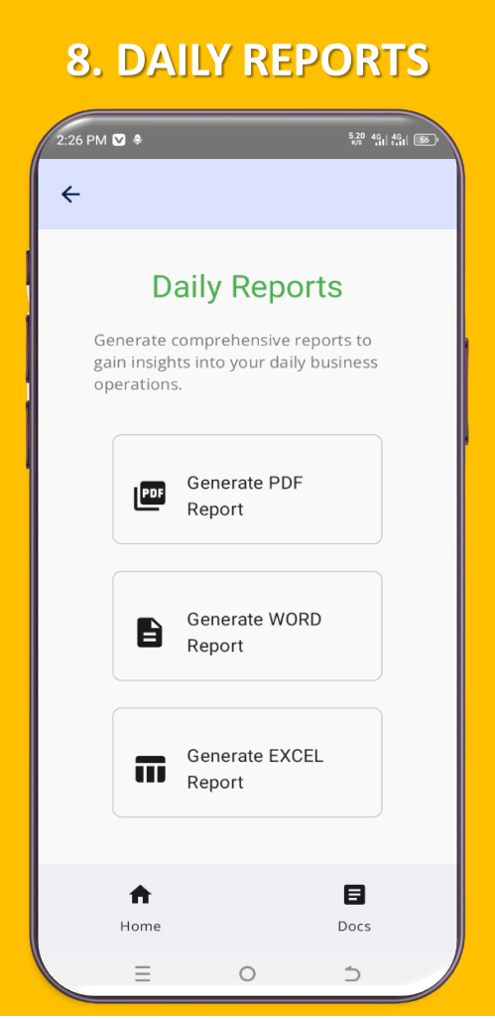 8. DAILY REPORTS
2:26 PM
5.20
K/S
4G
4G
56
Daily Reports
Generate comprehensive reports to
gain insights into your daily business
operations.
PDF
Generate PDF
Report
Generate WORD
Report
Generate EXCEL
Report
Home
Docs